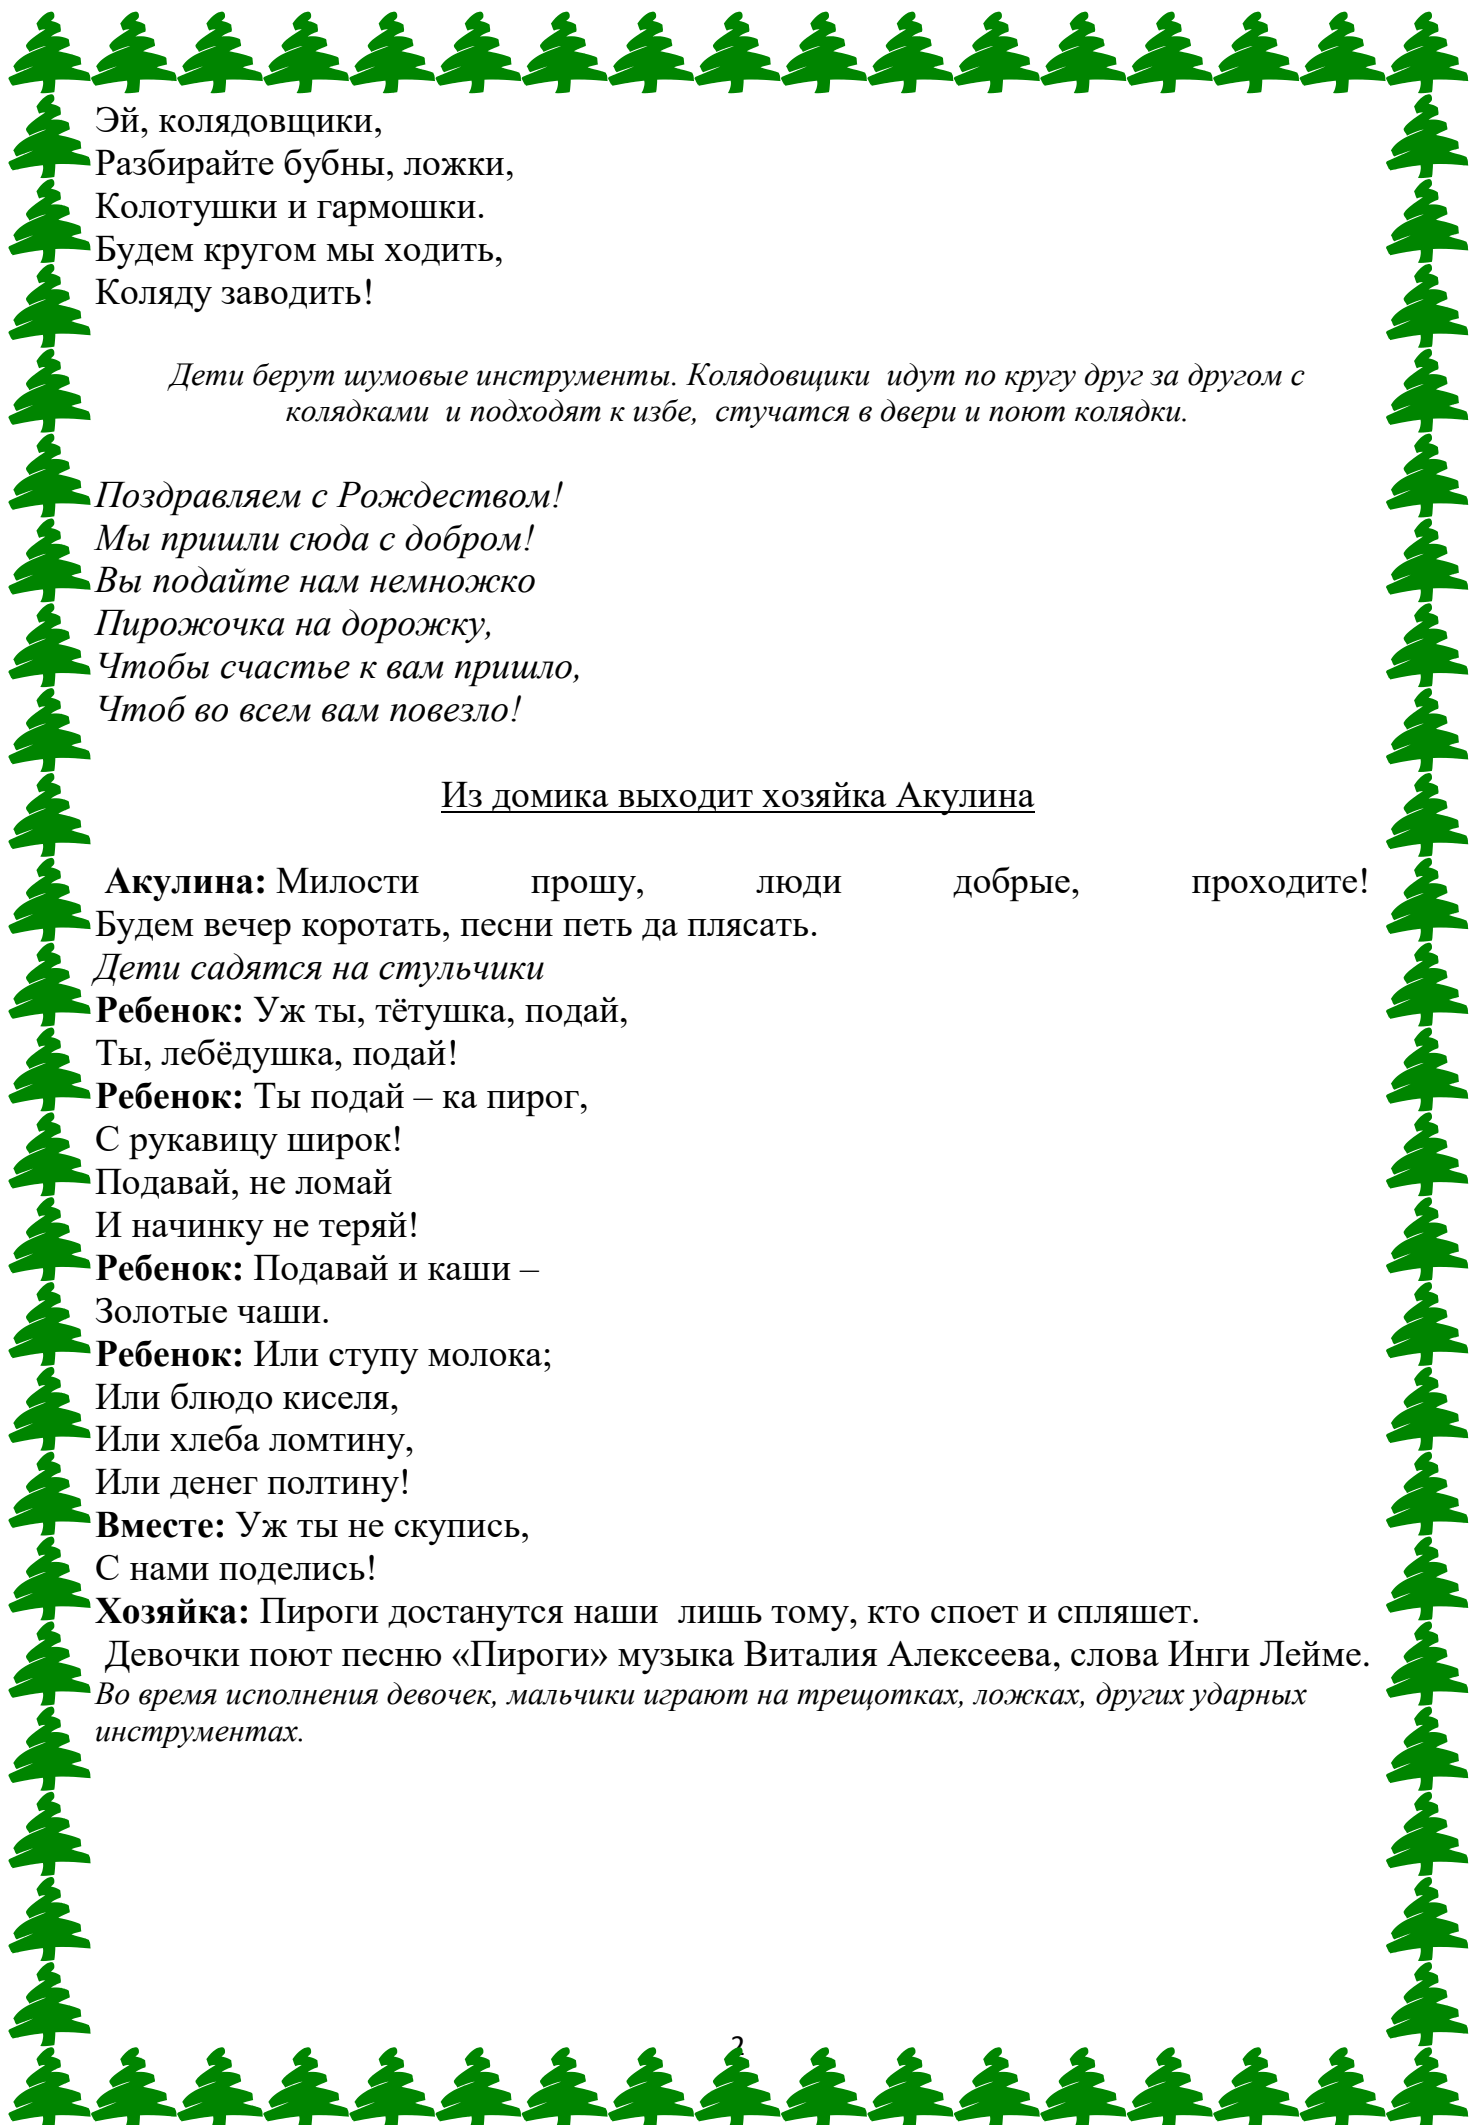 Эй, колядовщики,
Разбирайте бубны, ложки,
Колотушки и гармошки.
Будем кругом мы ходить,
Коляду заводить!
Дети берут шумовые инструменты. Колядовщики идут по кругу друг за другом с
колядками и подходят к избе, стучатся в двери и поют колядки.
Поздравляем с Рождеством!
Мы пришли сюда с добром!
Вы подайте нам немножко
Пирожочка на дорожку,
Чтобы счастье к вам пришло,
Чтоб во всем вам повезло!
Из домика выходит хозяйка Акулина
Акулина: Милости прошу, люди добрые, проходите!
Будем вечер коротать, песни петь да плясать.
Дети садятся на стульчики
Ребенок: Уж ты, тётушка, подай,
Ты, лебёдушка, подай!
Ребенок: Ты подай – ка пирог,
С рукавицу широк!
Подавай, не ломай
И начинку не теряй!
Ребенок: Подавай и каши –
Золотые чаши.
Ребенок: Или ступу молока;
Или блюдо киселя,
Или хлеба ломтину,
Или денег полтину!
Вместе: Уж ты не скупись,
С нами поделись!
Хозяйка: Пироги достанутся наши лишь тому, кто споет и спляшет.
Девочки поют песню «Пироги» музыка Виталия Алексеева, слова Инги Лейме.
Во время исполнения девочек, мальчики играют на трещотках, ложках, других ударных
инструментах.
2